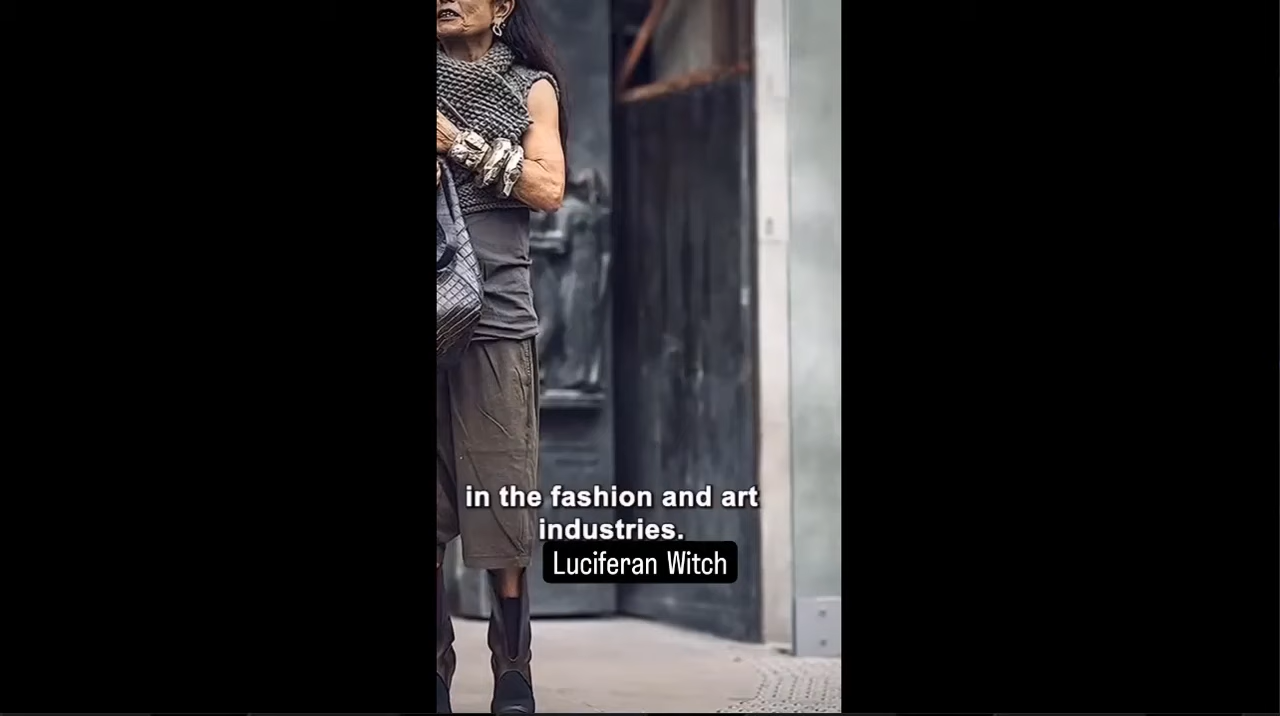 in the fashion and art
industries.
Luciferan Witch